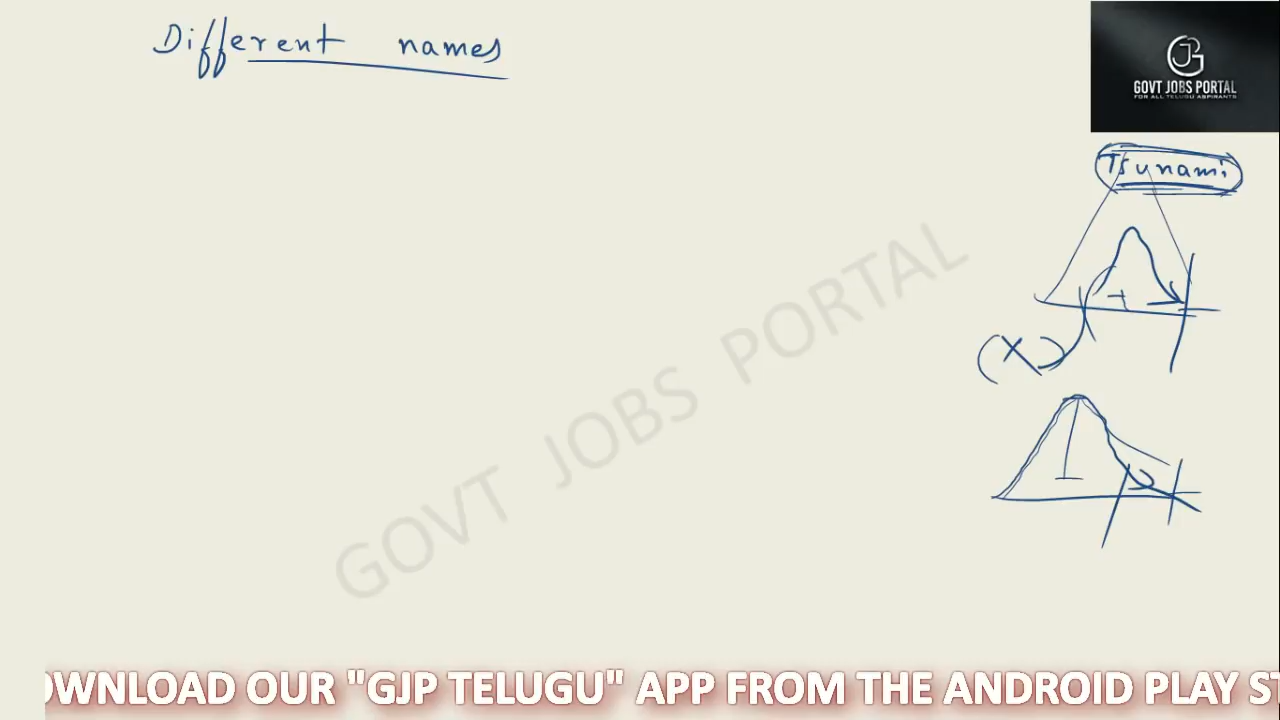 Different names
GOVT JOBS PORTAL
FOR ALL TELUGU ASPIRANTS
Tsunami
(X)
GOVT JOBS PORTAL
OWNLOAD OUR "GJP TELUGU" APP FROM THE ANDROID PLAY ST